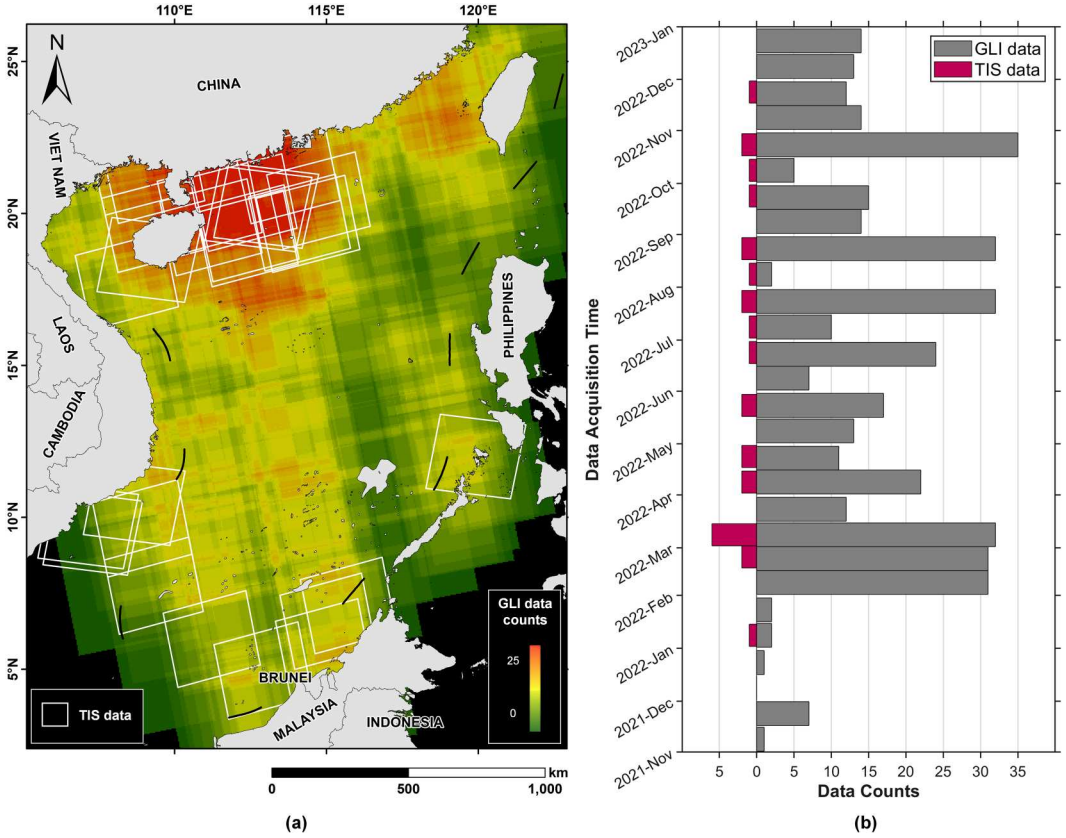 110°E 115°E 120°E
25°N
20°N
15°N
10°N
5°N
N
CHINA
VIET NAM
LAOS
CAMBODIA
PHILIPPINES
BRUNEI
MALAYSIA
INDONESIA
TIS data
GLI data
counts
25
0
km
0 500 1,000
(a)
GLI data
TIS data
Data Acquisition Time
2023-Jan
2022-Dec
2022-Nov
2022-Oct
2022-Sep
2022-Aug
2022-Jul
2022-Jun
2022-May
2022-Apr
2022-Mar
2022-Feb
2022-Jan
2021-Dec
2021-Nov
5 0 5 10 15 20 25 30 35
Data Counts
(b)